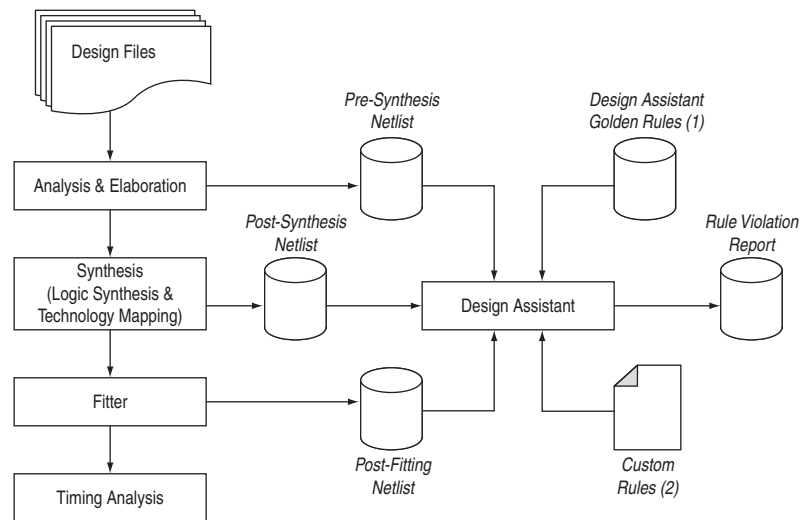 Design Files
Pre-Synthesis
Netlist
Design Assistant
Golden Rules (1)
Analysis & Elaboration
Post-Synthesis
Netlist
Rule Violation
Report
Synthesis
(Logic Synthesis &
Technology Mapping)
Design Assistant
Fitter
Post-Fitting
Netlist
Custom
Rules (2)
Timing Analysis